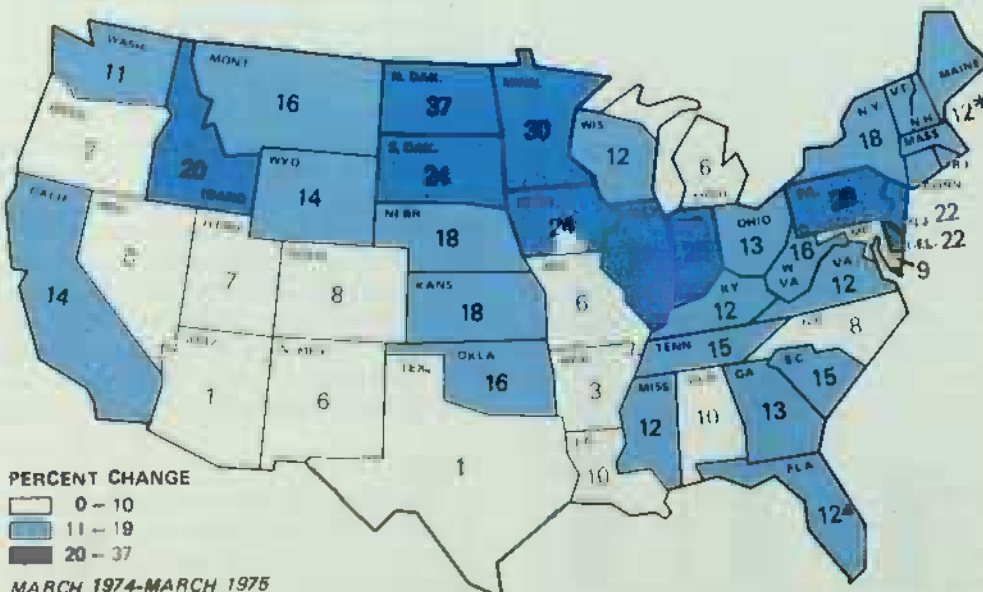 WASH
11
MONT
16
N. DAK.
37
MINN
30
7
20
IDAHO
WYO
14
S. DAK.
WIS
12
6
N.Y.
18
VT
N.H.
MASS
MAINE
12*
R.I.
CONN
CALIF
14
7
8
NEBR
18
KANS
18
OHIO
13
PA
N.J. 22
DEL. 22
9
16
W
VA
VA
12
KY
12
6
N.C.
8
TENN
15
1
N. MEX
6
TEX
1
OKLA
16
3
MISS
12
10
GA
13
SC
15
10
FLA
12*
PERCENT CHANGE
0 – 10
11 – 19
20 – 37
MARCH 1974-MARCH 1975